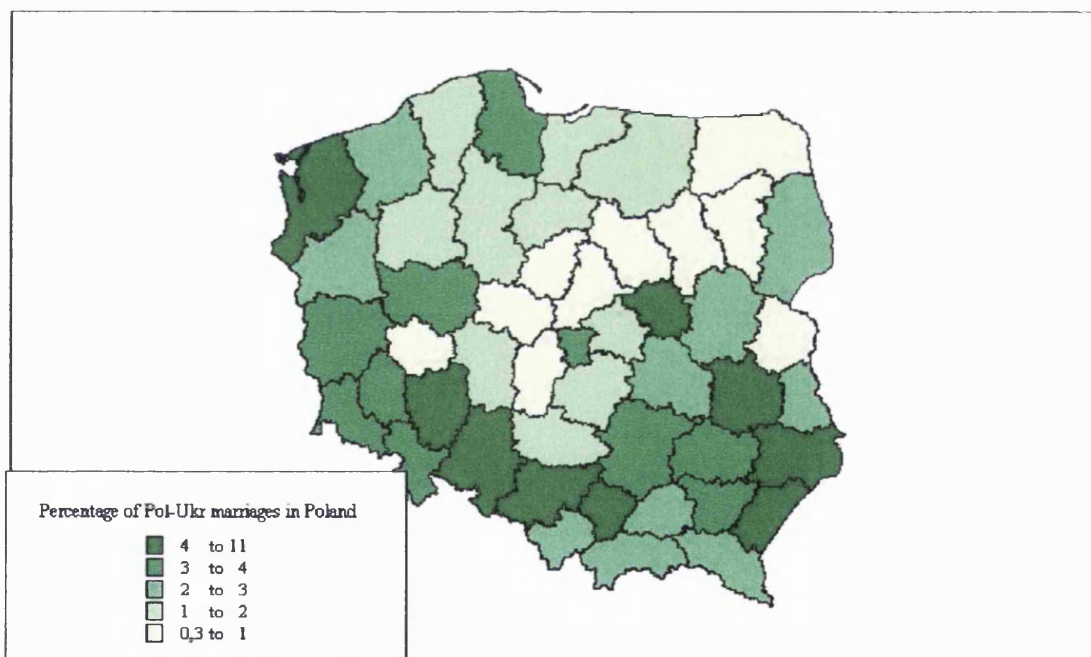 Percentage of Pol-Ukr marriages in Poland
4 to 11
3 to 4
2 to 3
1 to 2
0,3 to 1